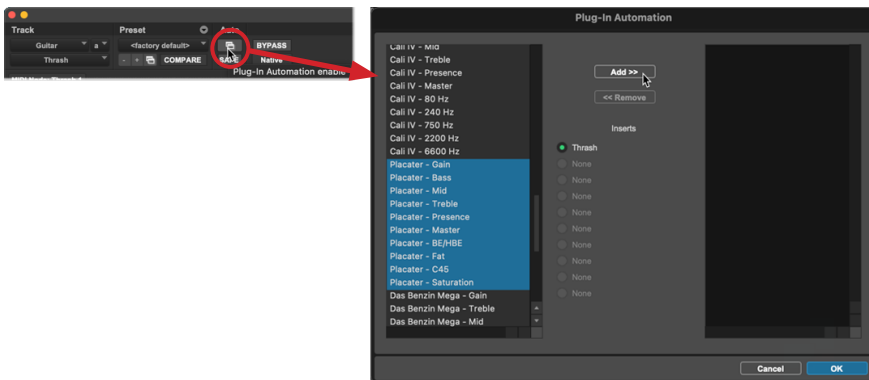 Track
Preset
Auto
Guitar
a
<factory default>
BYPASS
Thrash
- +
COMPARE
SAFE
Native
Plug-In Automation enable
Plug-In Automation
Cali IV - Mid
Cali IV - Treble
Cali IV - Presence
Cali IV - Master
Cali IV - 80 Hz
Cali IV - 240 Hz
Cali IV - 750 Hz
Cali IV - 2200 Hz
Cali IV - 6600 Hz
Placater - Gain
Placater - Bass
Placater - Mid
Placater - Treble
Placater - Presence
Placater - Master
Placater - BE/HBE
Placater - Fat
Placater - C45
Placater - Saturation
Das Benzin Mega - Gain
Das Benzin Mega - Treble
Das Benzin Mega - Mid
Add >>
<< Remove
Inserts
Thrash
None
None
None
None
None
None
None
None
None
Cancel
OK